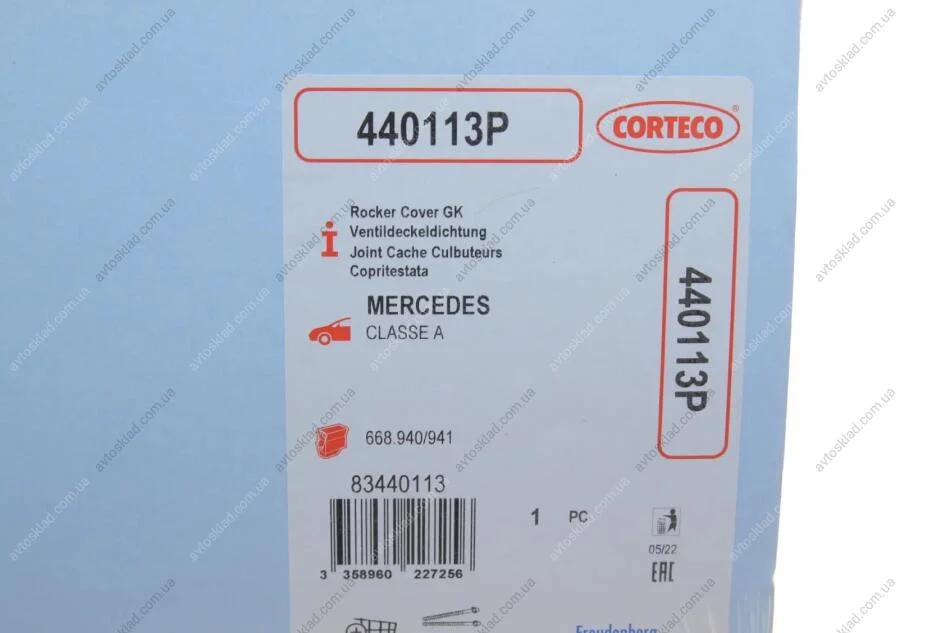 440113P
CORTECO®
Rocker Cover GK
Ventildeckeldichtung
Joint Cache Culbuteurs
Copritestata
440113P
MERCEDES
CLASSE A
668.940/941
83440113
1 PC
3 358960 227256
05/22
EAC
Freudenberg
avtosklad.com.ua